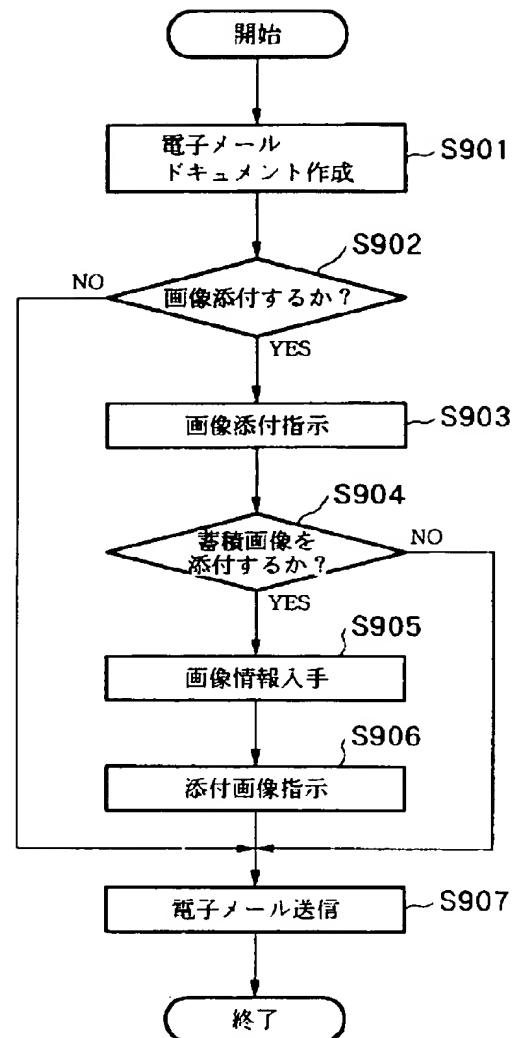 開始
電子メール
ドキュメント作成
S901
S902
画像添付するか?
NO
YES
画像添付指示
S903
S904
蓄積画像を
添付するか?
NO
YES
S905
画像情報入手
S906
添付画像指示
電子メール送信
S907
終了